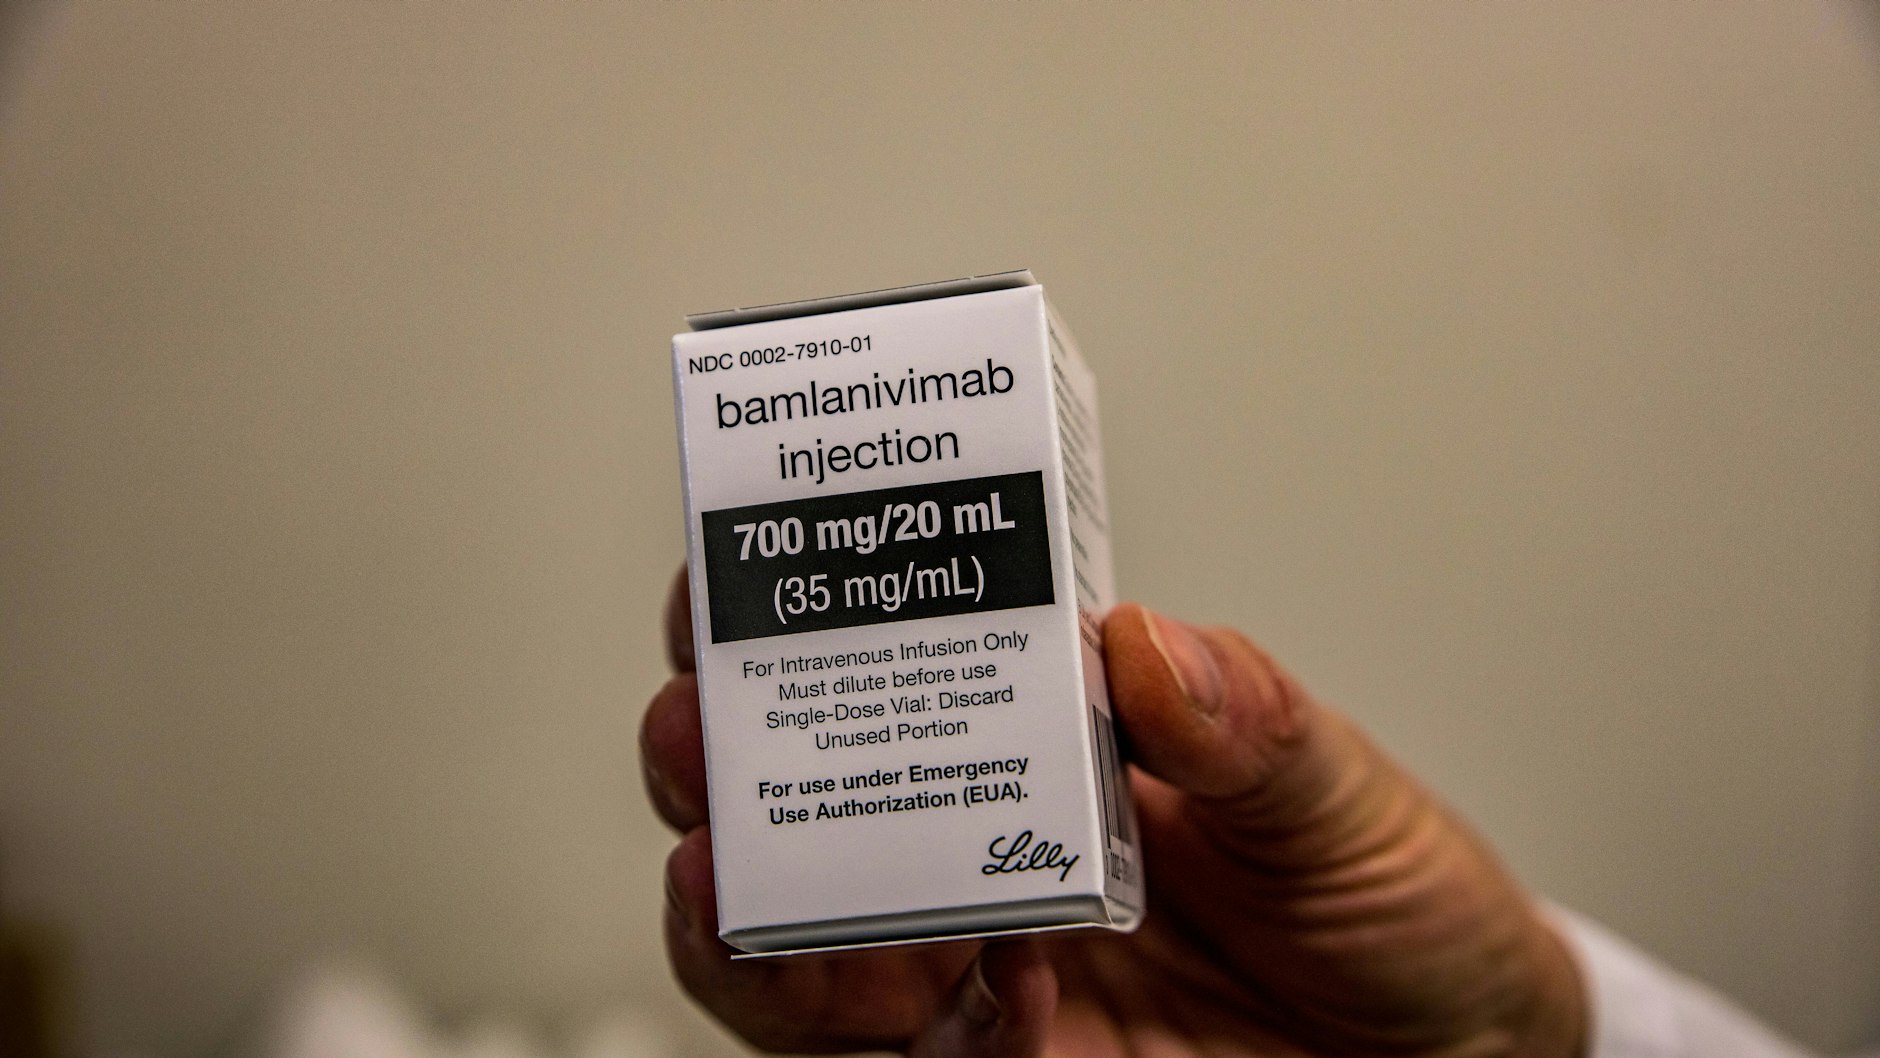 NDC 0002-7910-01
bamlanivimab
injection
700 mg/20 mL
(35 mg/mL)
For Intravenous Infusion Only
Must dilute before use
Single-Dose Vial: Discard
Unused Portion
For use under Emergency
Use Authorization (EUA).
Lilly